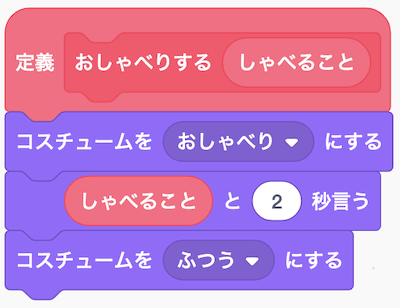 定義 おしゃべりする しゃべること
コスチュームを おしゃべり にする
しゃべること と 2 秒言う
コスチュームを ふつう にする